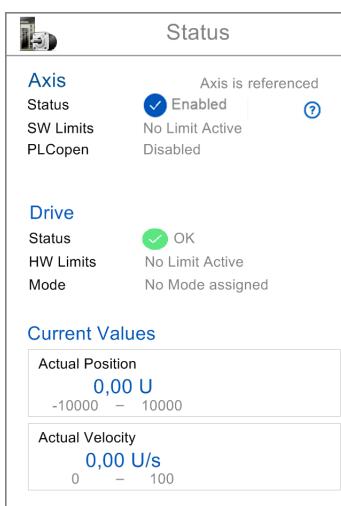 Status
Axis
Axis is referenced
Status Enabled ?
SW Limits No Limit Active
PLCopen Disabled
Drive
Status OK
HW Limits No Limit Active
Mode No Mode assigned
Current Values
Actual Position
0,00 U
-10000 – 10000
Actual Velocity
0,00 U/s
0 – 100